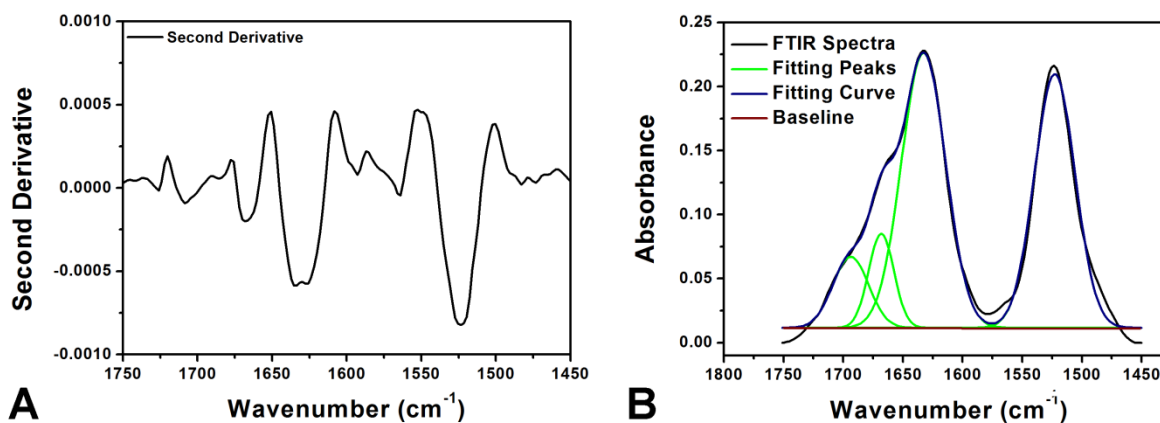 0.0010
0.0005
0.0000
-0.0005
-0.0010
Second Derivative
Second Derivative
1750 1700 1650 1600 1550 1500 1450
Wavenumber (cm-1)
A
0.25
0.20
0.15
0.10
0.05
0.00
Absorbance
FTIR Spectra
Fitting Peaks
Fitting Curve
Baseline
1800 1750 1700 1650 1600 1550 1500 1450
Wavenumber (cm-1)
B